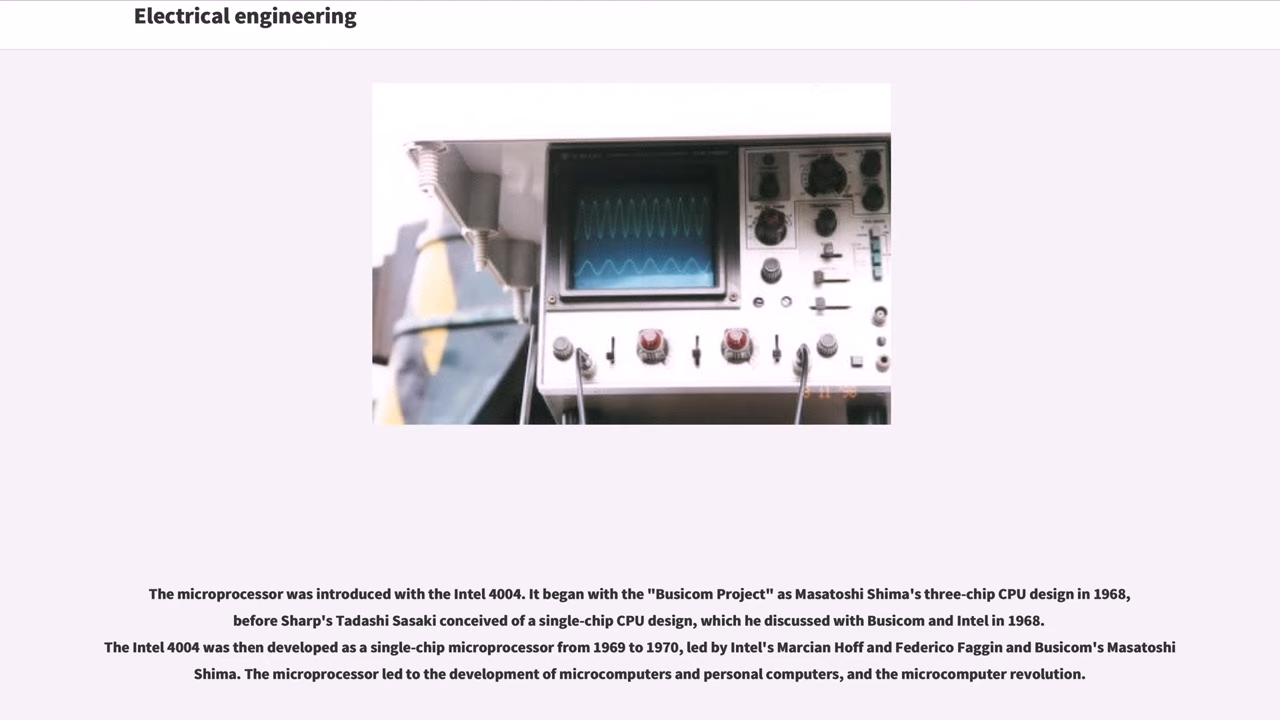 Electrical engineering
The microprocessor was introduced with the Intel 4004. It began with the "Busicom Project" as Masatoshi Shima's three-chip CPU design in 1968,
before Sharp's Tadashi Sasaki conceived of a single-chip CPU design, which he discussed with Busicom and Intel in 1968.
The Intel 4004 was then developed as a single-chip microprocessor from 1969 to 1970, led by Intel's Marcian Hoff and Federico Faggin and Busicom's Masatoshi
Shima. The microprocessor led to the development of microcomputers and personal computers, and the microcomputer revolution.